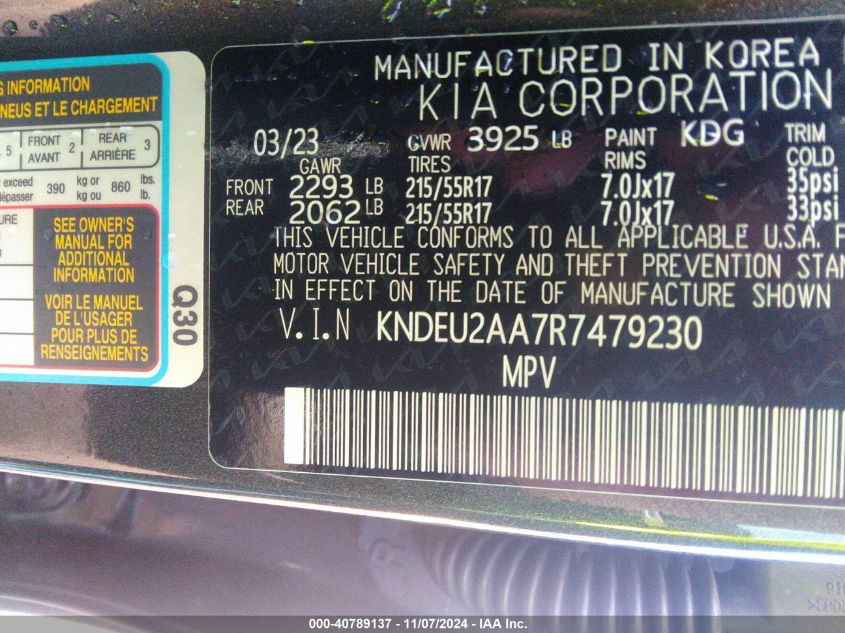 G INFORMATION
NEUS ET LE CHARGEMENT
5 FRONT AVANT 2 REAR ARRIÈRE 3
exceed dépasser 390 kg or kg ou 860 lbs. lb.
URE
SEE OWNER'S
MANUAL FOR
ADDITIONAL
INFORMATION
VOIR LE MANUEL
DE L'USAGER
POUR PLUS DE
RENSEIGNEMENTS
Q30
MANUFACTURED IN KOREA
KIA CORPORATION
03/23 GVWR 3925 LB PAINT KDG TRIM
GAWR TIRES RIMS COLD
FRONT 2293 LB 215/55R17 7.0Jx17 35psi
REAR 2062 LB 215/55R17 7.0Jx17 33psi
THIS VEHICLE CONFORMS TO ALL APPLICABLE U.S.A. F
MOTOR VEHICLE SAFETY AND THEFT PREVENTION STAN
IN EFFECT ON THE DATE OF MANUFACTURE SHOWN
V.I.N KNDEU2AA7R7479230
MPV
000-40789137 - 11/07/2024 - IAA Inc.